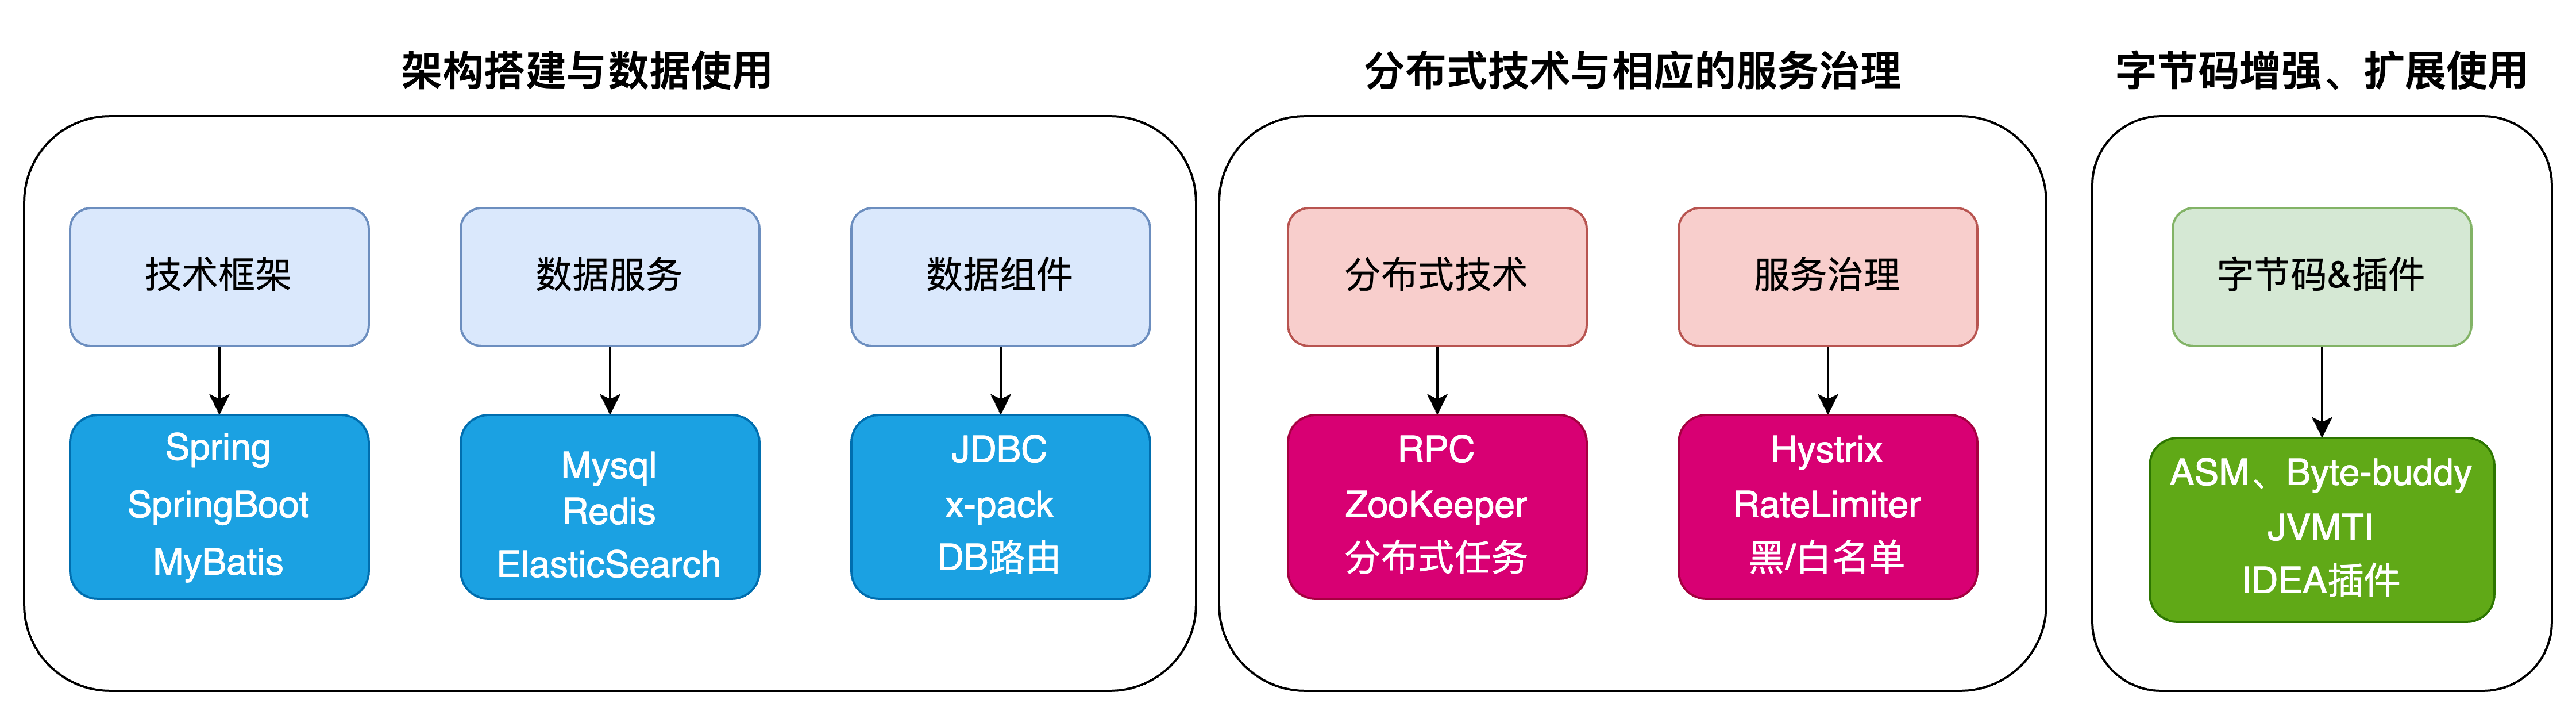 架构搭建与数据使用
技术框架
Spring
SpringBoot
MyBatis
数据服务
Mysql
Redis
ElasticSearch
数据组件
JDBC
x-pack
DB路由
分布式技术与相应的服务治理
分布式技术
RPC
ZooKeeper
分布式任务
服务治理
Hystrix
RateLimiter
黑/白名单
字节码增强、扩展使用
字节码&插件
ASM、Byte-buddy
JVMTI
IDEA插件